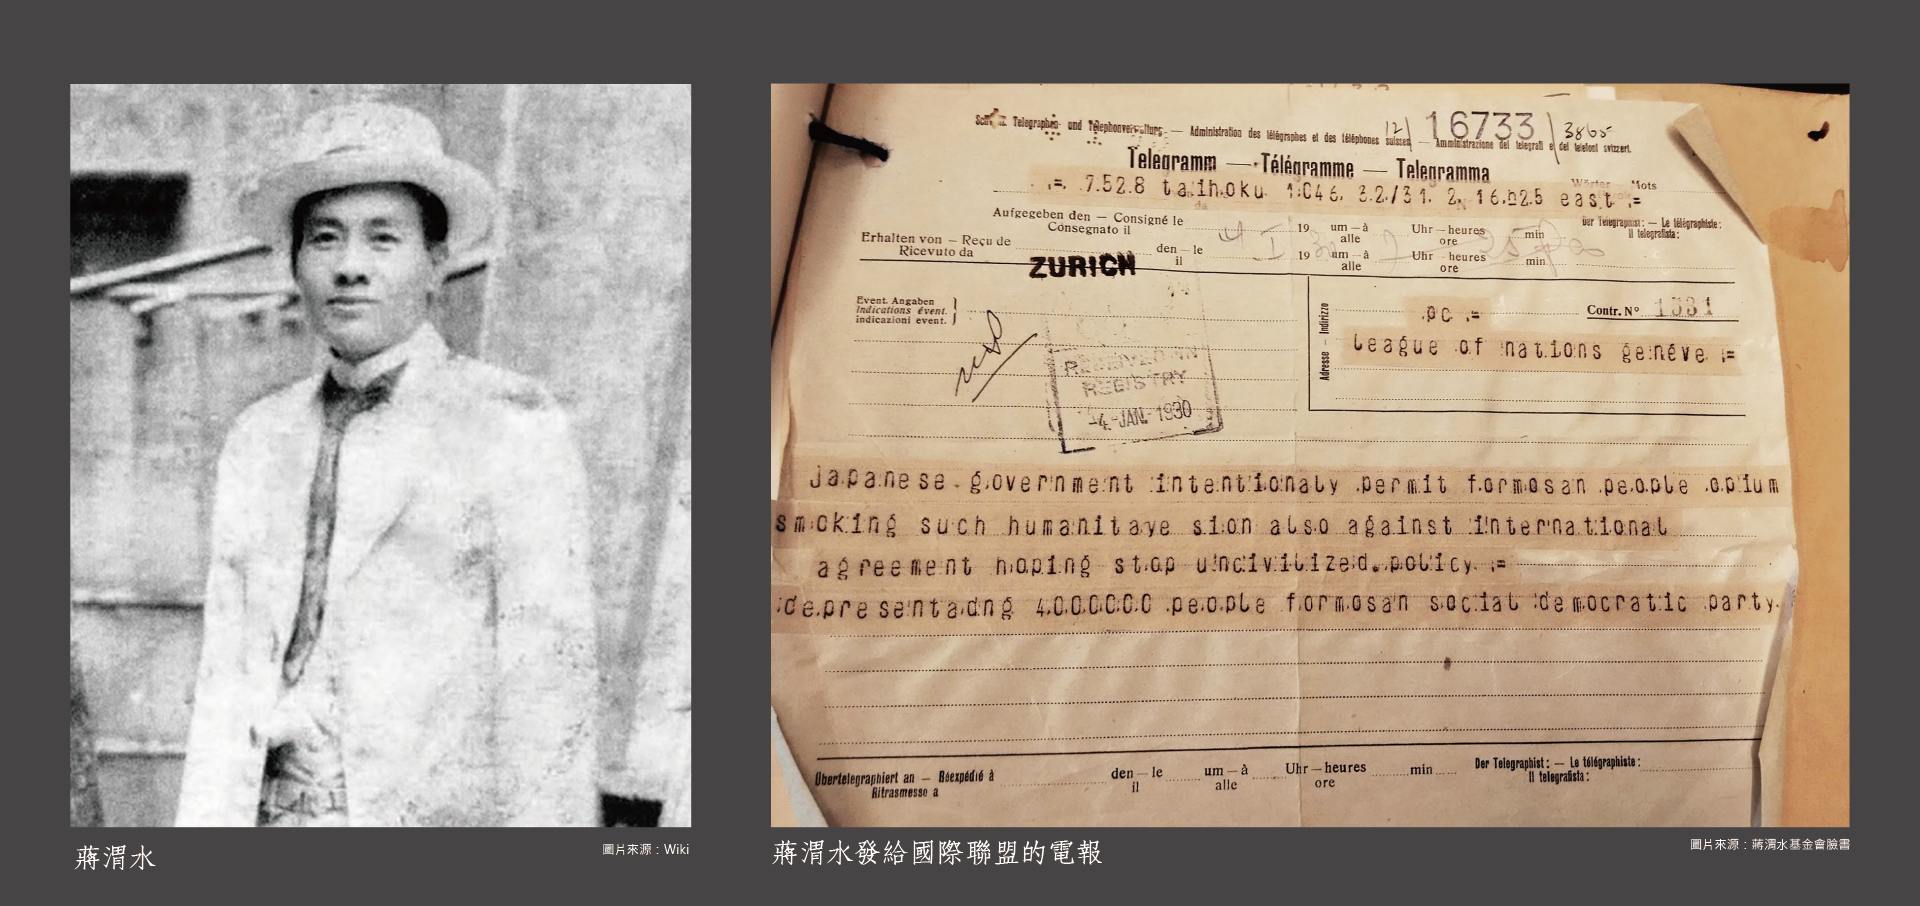 Telegraphen- und Telephonverwaltung. — Administration des télégraphes et des téléphones suisses — Amministrazione dei telegrafi e dei telefoni svizzeri.
12) 16733 3865
Telegramm — Télégramme — Telegramma
Wörter Mots
= 7528 taihoku 1046 32/31 2 16.025 east =
Aufgegeben den — Consigné le
Consegnato il
19 um — à
alle
Uhr — heures
ore
min
Der Telegraphist: — Le télégraphiste:
Il telegrafista:
Erhalten von — Reçu de
Ricevuto da
ZURICH
den — le
il
19 um — à
alle
Uhr — heures
ore
min
Event. Angaben
Indications évent.
indicazioni event.
RECEIVED IN
REGISTRY
-4-JAN.1930
Adresse — Indirizzo
pc =
Contr. N° 1331
league of nations genéve =
japanese government intentionaly permit formosan people opium
smoking such humanitaye sion also against international
agreement hoping stop uncivilized policy =
depresentadng 4000000 people formosan social democratic party.
Übertelegraphiert an — Réexpédié à
Ritrasmesso a
den — le
il
um — à
alle
Uhr — heures
ore
min
Der Telegraphist: — Le télégraphiste:
Il telegrafista:
蔣渭水
圖片來源：Wiki
蔣渭水發給國際聯盟的電報
圖片來源：蔣渭水基金會臉書